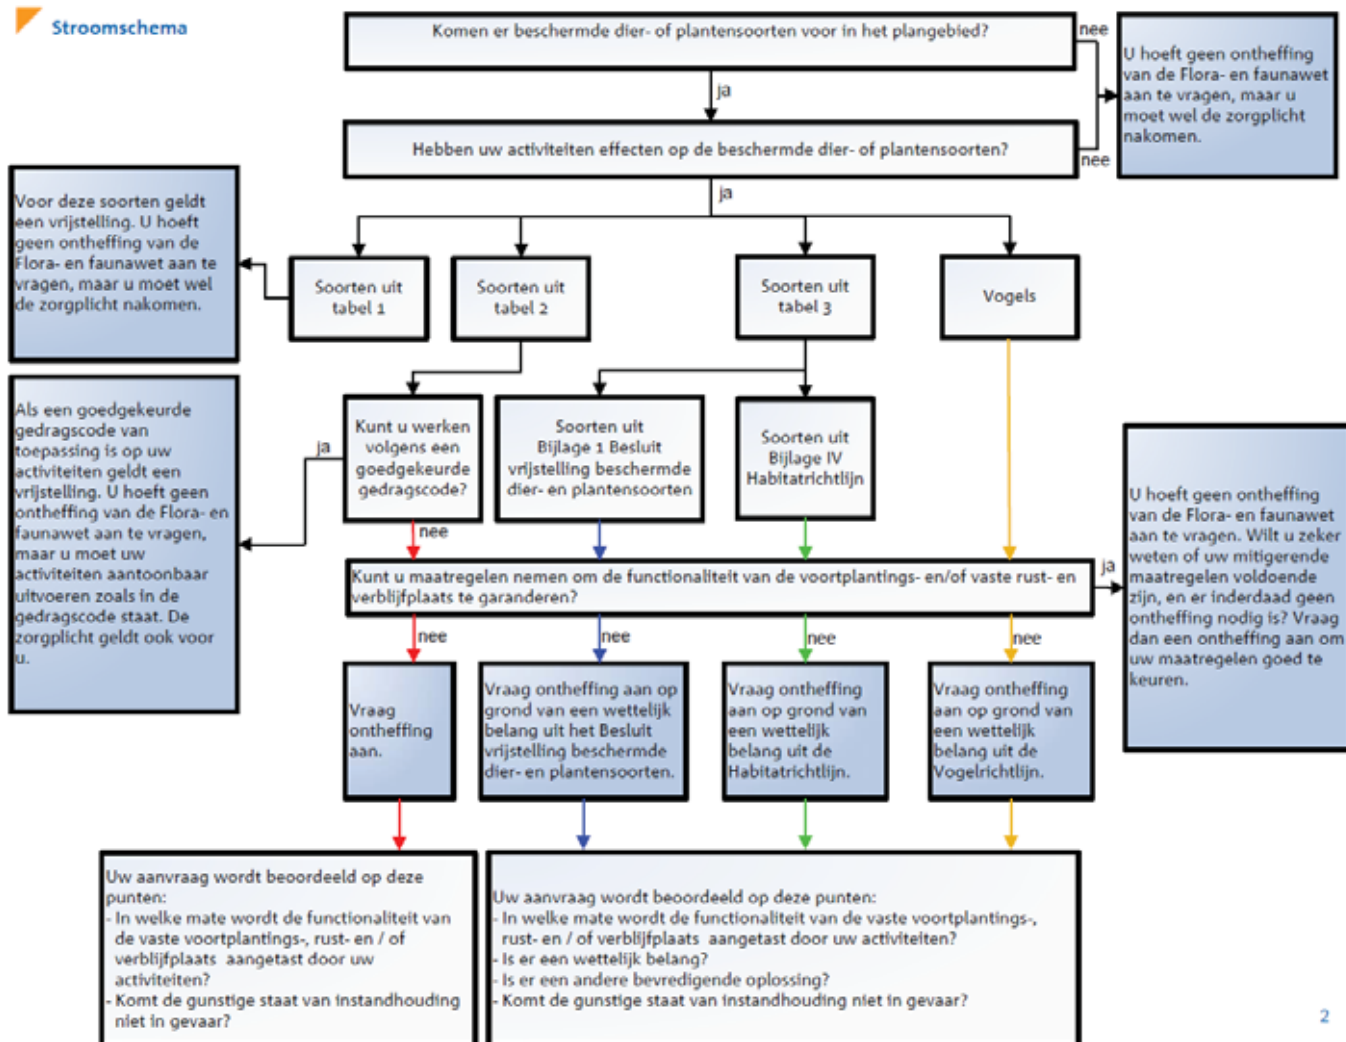 Stroomschema
Komen er beschermde dier- of plantensoorten voor in het plangebied?
nee
U hoeft geen ontheffing
van de Flora- en faunawet
aan te vragen, maar u
moet wel de zorgplicht
nakomen.
ja
Hebben uw activiteiten effecten op de beschermde dier- of plantensoorten?
nee
ja
Voor deze soorten geldt
een vrijstelling. U hoeft
geen ontheffing van de
Flora- en faunawet aan te
vragen, maar u moet wel
de zorgplicht nakomen.
Soorten uit
tabel 1
Soorten uit
tabel 2
Soorten uit
tabel 3
Vogels
Als een goedgekeurde
gedragscode van
toepassing is op uw
activiteiten geldt een
vrijstelling. U hoeft geen
ontheffing van de Flora- en
faunawet aan te vragen,
maar u moet uw
activiteiten aantoonbaar
uitvoeren zoals in de
gedragscode staat. De
zorgplicht geldt ook voor
u.
ja
Kunt u werken
volgens een
goedgekeurde
gedragscode?
Soorten uit
Bijlage 1 Besluit
vrijstelling beschermde
dier- en plantensoorten
Soorten uit
Bijlage IV
Habitatrichtlijn
nee
Kunt u maatregelen nemen om de functionaliteit van de voortplantings- en/of vaste rust- en
verblijfplaats te garanderen?
ja
U hoeft geen ontheffing
van de Flora- en faunawet
aan te vragen. Wilt u zeker
weten of uw mitigerende
maatregelen voldoende
zijn, en er inderdaad geen
ontheffing nodig is? Vraag
dan een ontheffing aan om
uw maatregelen goed te
keuren.
nee
nee
nee
nee
Vraag
ontheffing
aan.
Vraag ontheffing aan op
grond van een wettelijk
belang uit het Besluit
vrijstelling beschermde
dier- en plantensoorten.
Vraag ontheffing
aan op grond van
een wettelijk
belang uit de
Habitatrichtlijn.
Vraag ontheffing
aan op grond van
een wettelijk
belang uit de
Vogelrichtlijn.
Uw aanvraag wordt beoordeeld op deze
punten:
- In welke mate wordt de functionaliteit van
de vaste voortplantings-, rust- en / of
verblijfplaats aangetast door uw
activiteiten?
- Komt de gunstige staat van instandhouding
niet in gevaar?
Uw aanvraag wordt beoordeeld op deze punten:
- In welke mate wordt de functionaliteit van de vaste voortplantings-,
rust- en / of verblijfplaats aangetast door uw activiteiten?
- Is er een wettelijk belang?
- Is er een andere bevredigende oplossing?
- Komt de gunstige staat van instandhouding niet in gevaar?
2